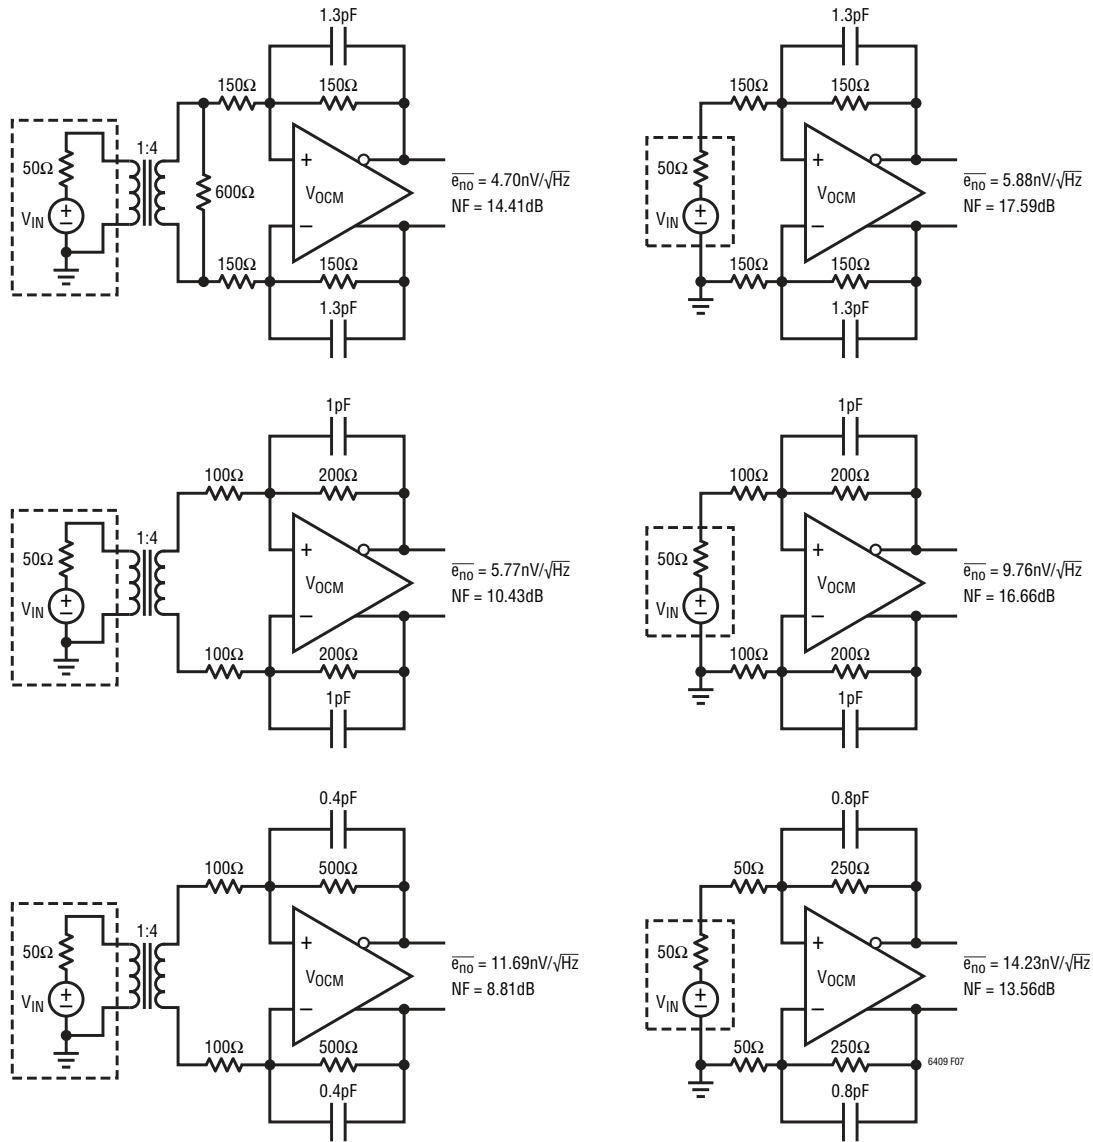 1.3pF
150Ω 150Ω
1:4
50Ω
600Ω
V_IN
+
−
+
−
V_OCM
e_no = 4.70nV/√Hz
NF = 14.41dB
150Ω 150Ω
1.3pF
1.3pF
150Ω 150Ω
50Ω
V_IN
+
−
+
−
V_OCM
e_no = 5.88nV/√Hz
NF = 17.59dB
150Ω 150Ω
1.3pF
1pF
100Ω 200Ω
1:4
50Ω
V_IN
+
−
+
−
V_OCM
e_no = 5.77nV/√Hz
NF = 10.43dB
100Ω 200Ω
1pF
1pF
100Ω 200Ω
50Ω
V_IN
+
−
+
−
V_OCM
e_no = 9.76nV/√Hz
NF = 16.66dB
100Ω 200Ω
1pF
0.4pF
100Ω 500Ω
1:4
50Ω
V_IN
+
−
+
−
V_OCM
e_no = 11.69nV/√Hz
NF = 8.81dB
100Ω 500Ω
0.4pF
0.8pF
50Ω 250Ω
50Ω
V_IN
+
−
+
−
V_OCM
e_no = 14.23nV/√Hz
NF = 13.56dB
50Ω 250Ω
6409 F07
0.8pF